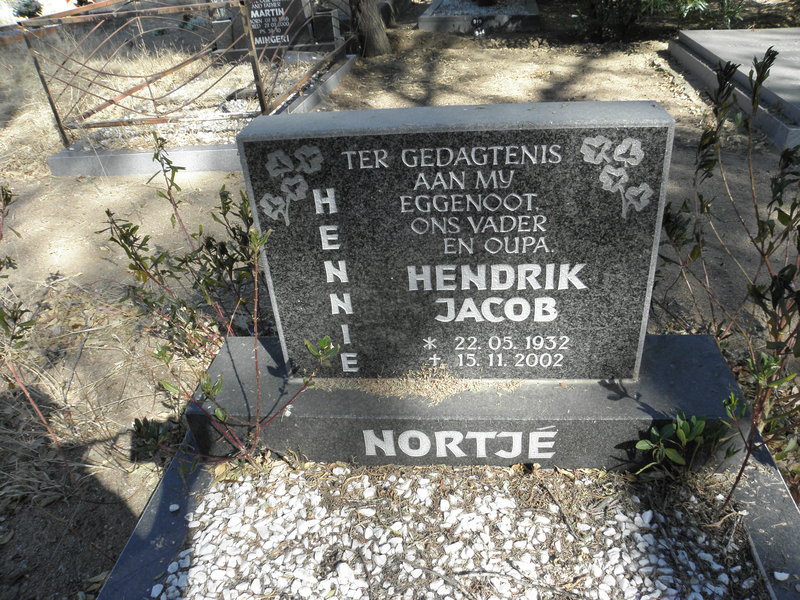 MARTIN
TER GEDAGTENIS
AAN MY
EGGENOOT.
ONS VADER
EN OUPA.
HENNIE
HENDRIK
JACOB
* 22. 05. 1932
+ 15. 11. 2002
NORTJÉ